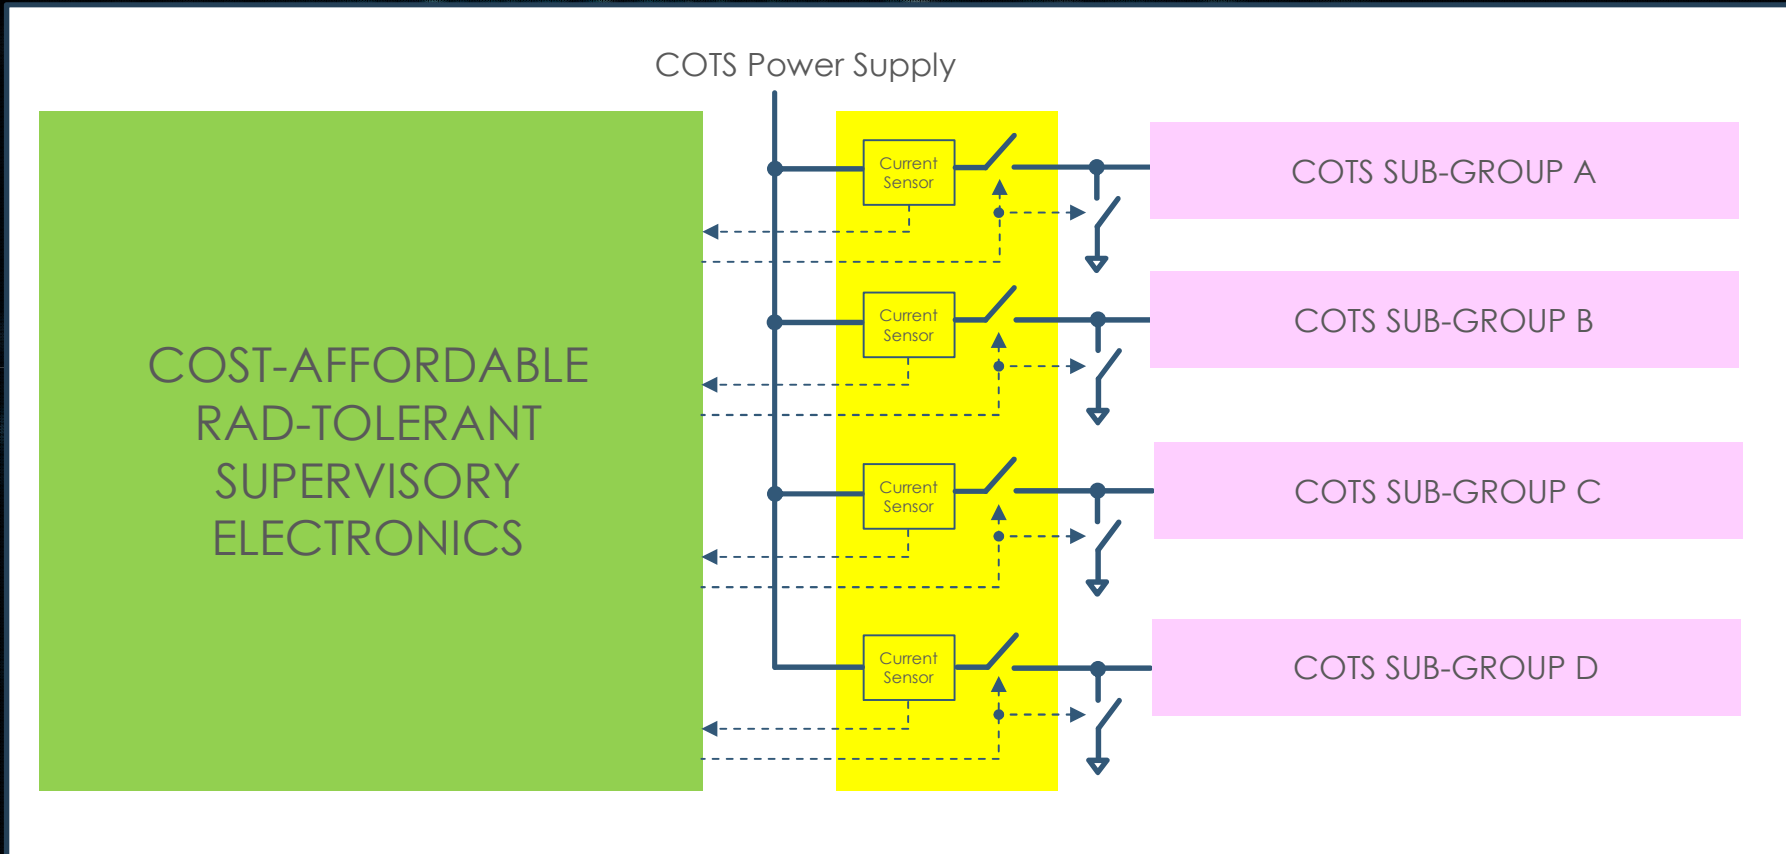 COTS Power Supply
COST-AFFORDABLE
RAD-TOLERANT
SUPERVISORY
ELECTRONICS
Current
Sensor
COTS SUB-GROUP A
Current
Sensor
COTS SUB-GROUP B
Current
Sensor
COTS SUB-GROUP C
Current
Sensor
COTS SUB-GROUP D